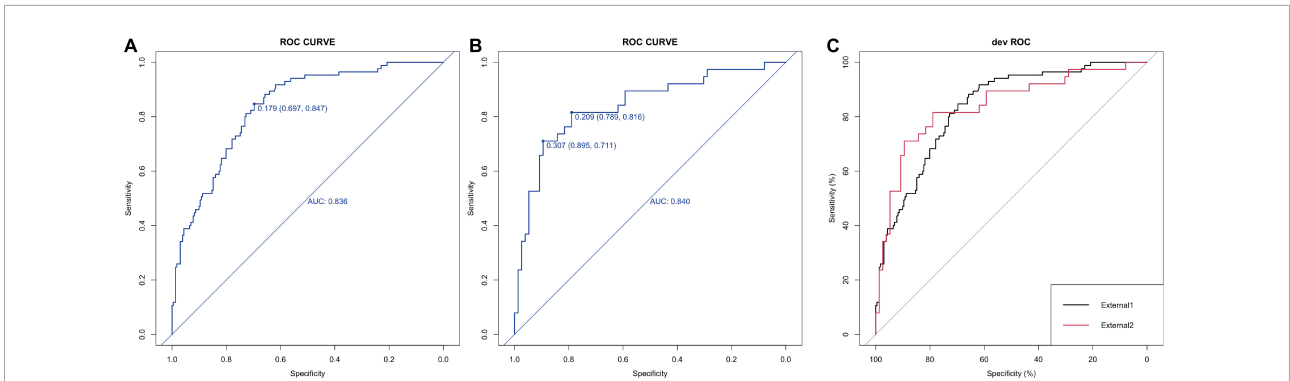 A
ROC CURVE
Sensitivity
1.0
0.8
0.6
0.4
0.2
0.0
0.179 (0.697, 0.847)
AUC: 0.836
1.0
0.8
0.6
0.4
0.2
0.0
Specificity
B
ROC CURVE
Sensitivity
1.0
0.8
0.6
0.4
0.2
0.0
0.209 (0.789, 0.816)
0.307 (0.895, 0.711)
AUC: 0.840
1.0
0.8
0.6
0.4
0.2
0.0
Specificity
C
dev ROC
Sensitivity (%)
100
80
60
40
20
0
External1
External2
100
80
60
40
20
0
Specificity (%)